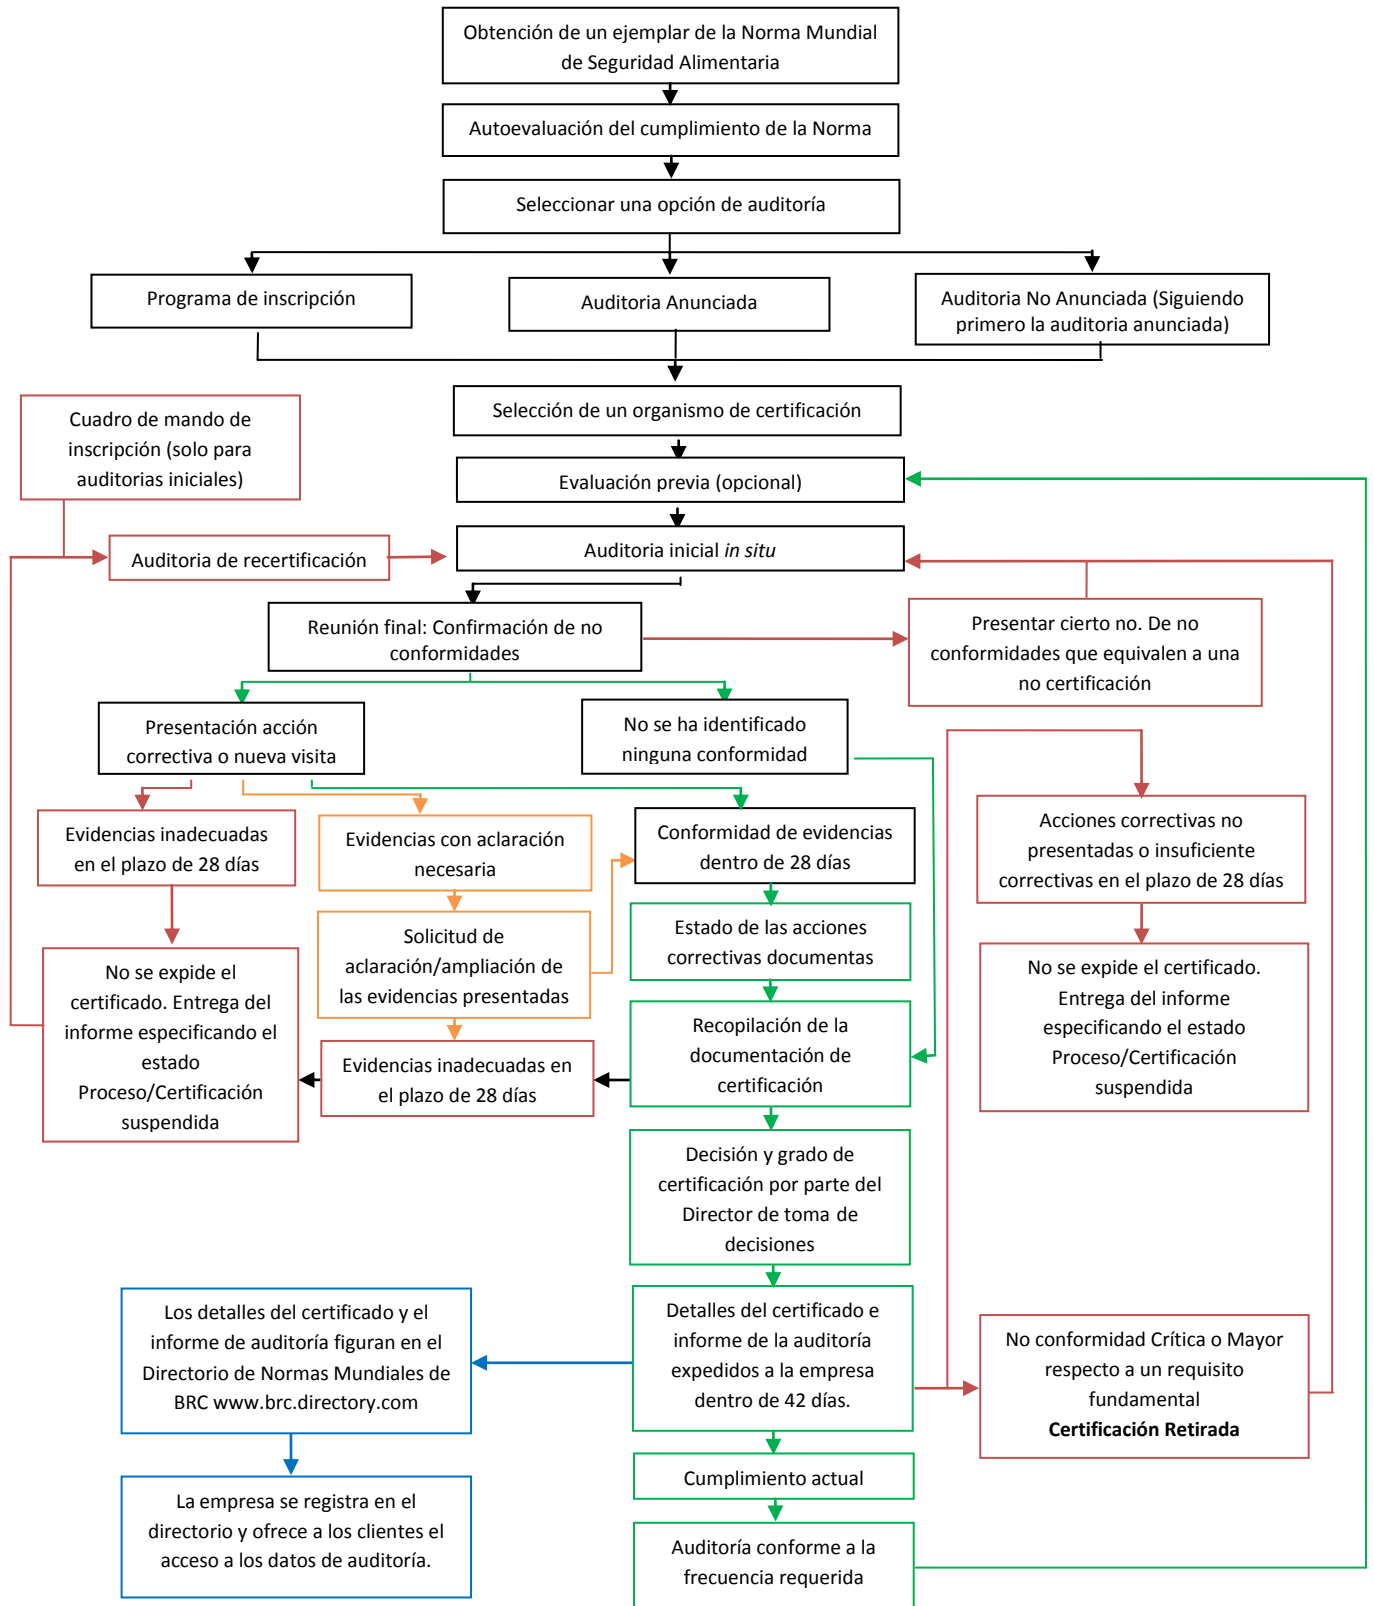 Obtención de un ejemplar de la Norma Mundial
de Seguridad Alimentaria
Autoevaluación del cumplimiento de la Norma
Seleccionar una opción de auditoría
Programa de inscripción
Auditoria Anunciada
Auditoria No Anunciada (Siguiendo
primero la auditoria anunciada)
Selección de un organismo de certificación
Cuadro de mando de
inscripción (solo para
auditorias iniciales)
Evaluación previa (opcional)
Auditoria de recertificación
Auditoria inicial in situ
Reunión final: Confirmación de no
conformidades
Presentar cierto no. De no
conformidades que equivalen a una
no certificación
Presentación acción
correctiva o nueva visita
No se ha identificado
ninguna conformidad
Evidencias inadecuadas
en el plazo de 28 días
Evidencias con aclaración
necesaria
Conformidad de evidencias
dentro de 28 días
Acciones correctivas no
presentadas o insuficiente
correctivas en el plazo de 28 días
Solicitud de
aclaración/ampliación de
las evidencias presentadas
Estado de las acciones
correctivas documentas
No se expide el
certificado. Entrega del
informe especificando el
estado
Proceso/Certificación
suspendida
Evidencias inadecuadas en
el plazo de 28 días
Recopilación de la
documentación de
certificación
No se expide el certificado.
Entrega del informe
especificando el estado
Proceso/Certificación
suspendida
Decisión y grado de
certificación por parte del
Director de toma de
decisiones
Los detalles del certificado y el
informe de auditoría figuran en el
Directorio de Normas Mundiales de
BRC www.brc.directory.com
Detalles del certificado e
informe de la auditoría
expedidos a la empresa
dentro de 42 días.
No conformidad Crítica o Mayor
respecto a un requisito
fundamental
Certificación Retirada
Cumplimiento actual
La empresa se registra en el
directorio y ofrece a los clientes el
acceso a los datos de auditoría.
Auditoría conforme a la
frecuencia requerida